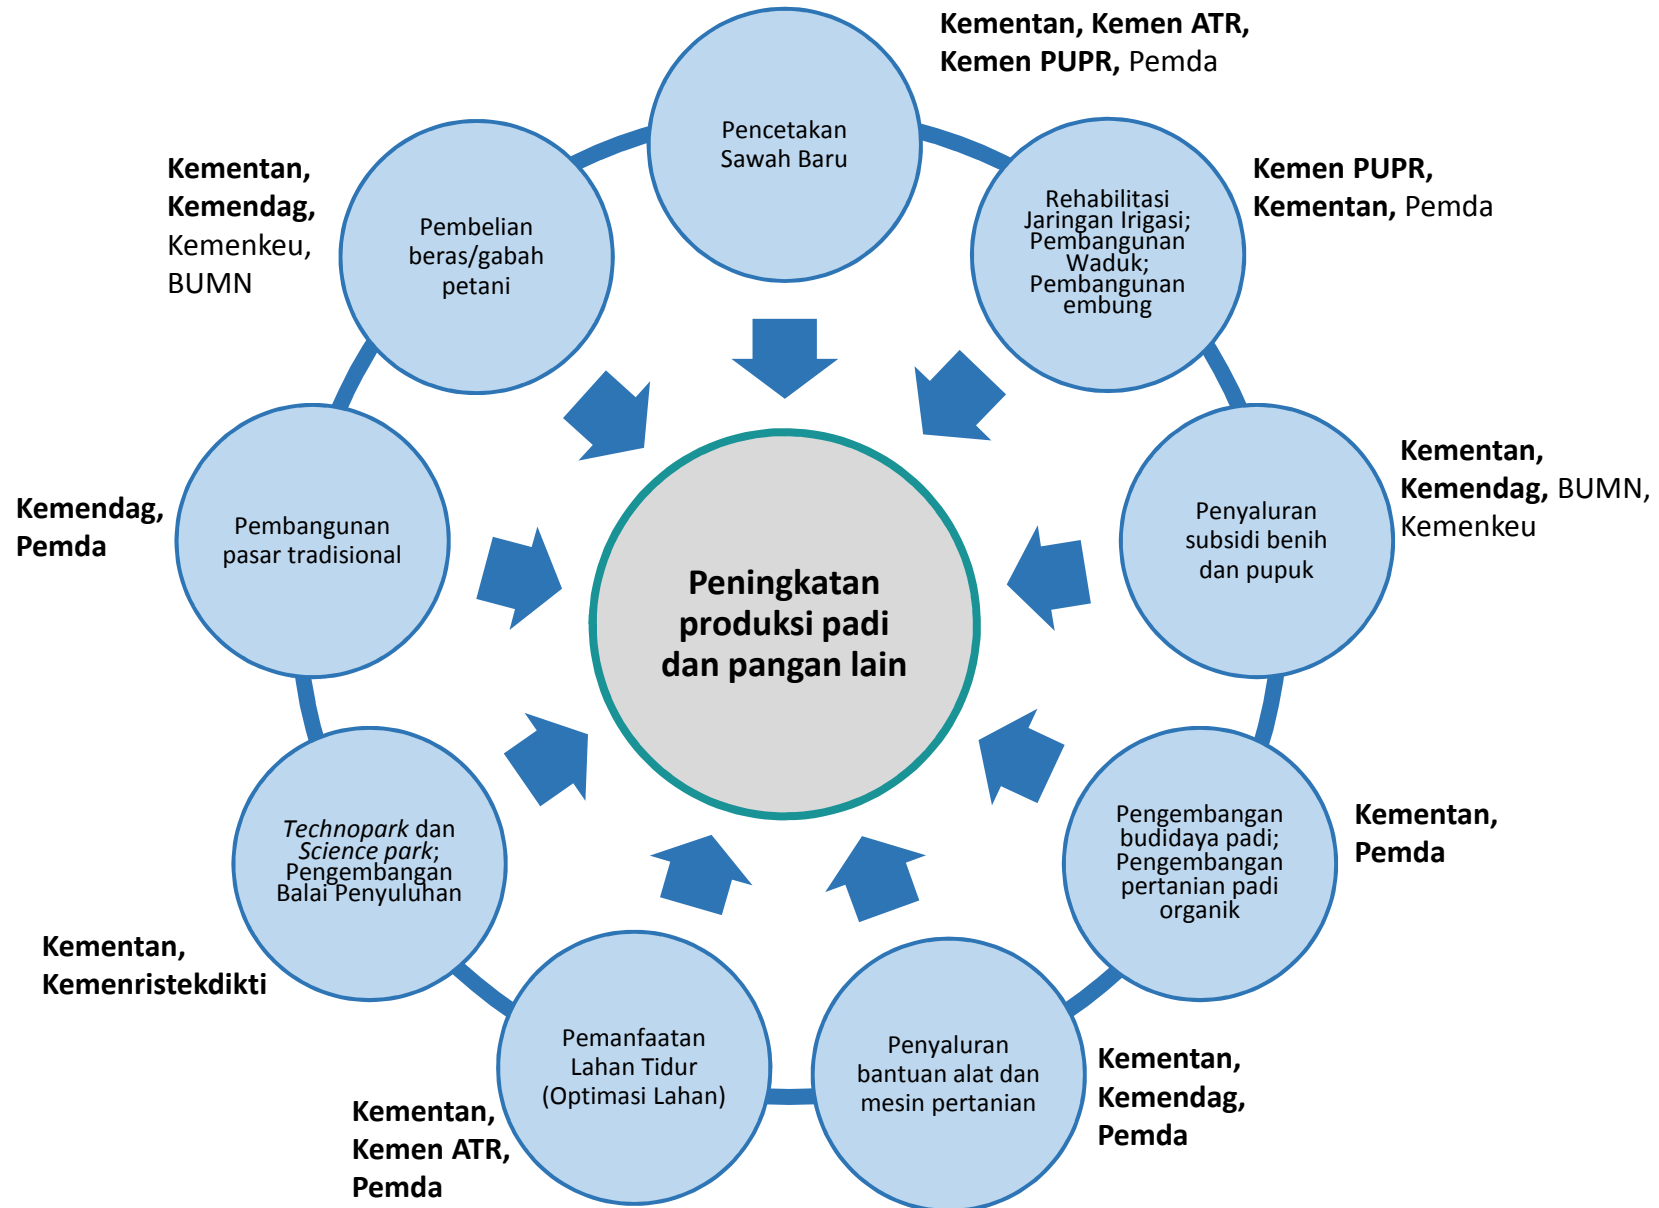 Kementan, Kemen ATR,
Kemen PUPR, Pemda
Pencetakan
Sawah Baru
Kemen PUPR,
Kementan, Pemda
Rehabilitasi
Jaringan Irigasi;
Pembangunan
Waduk;
Pembangunan
embung
Kementan,
Kemendag, BUMN,
Kemenkeu
Penyaluran
subsidi benih
dan pupuk
Kementan,
Pemda
Pengembangan
budidaya padi;
Pengembangan
pertanian padi
organik
Kementan,
Kemendag,
Pemda
Penyaluran
bantuan alat dan
mesin pertanian
Kementan,
Kemen ATR,
Pemda
Pemanfaatan
Lahan Tidur
(Optimasi Lahan)
Kementan,
Kemenristekdikti
Technopark dan
Science park;
Pengembangan
Balai Penyuluhan
Kemendag,
Pemda
Pembangunan
pasar tradisional
Kementan,
Kemendag,
Kemenkeu,
BUMN
Pembelian
beras/gabah
petani
Peningkatan
produksi padi
dan pangan lain